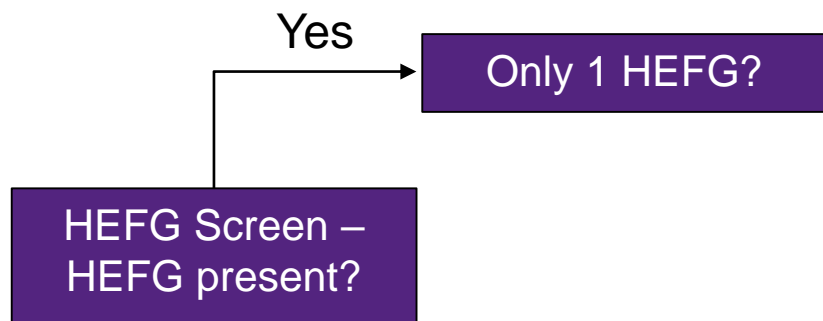 Yes
Only 1 HEFG?
HEFG Screen –
HEFG present?